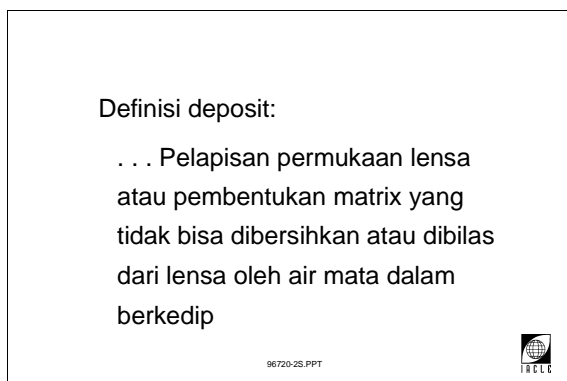 Definisi deposit:
. . . Pelapisan permukaan lensa
atau pembentukan matrix yang
tidak bisa dibersihkan atau dibilas
dari lensa oleh air mata dalam
berkedip
96720-2S.PPT
IACLE